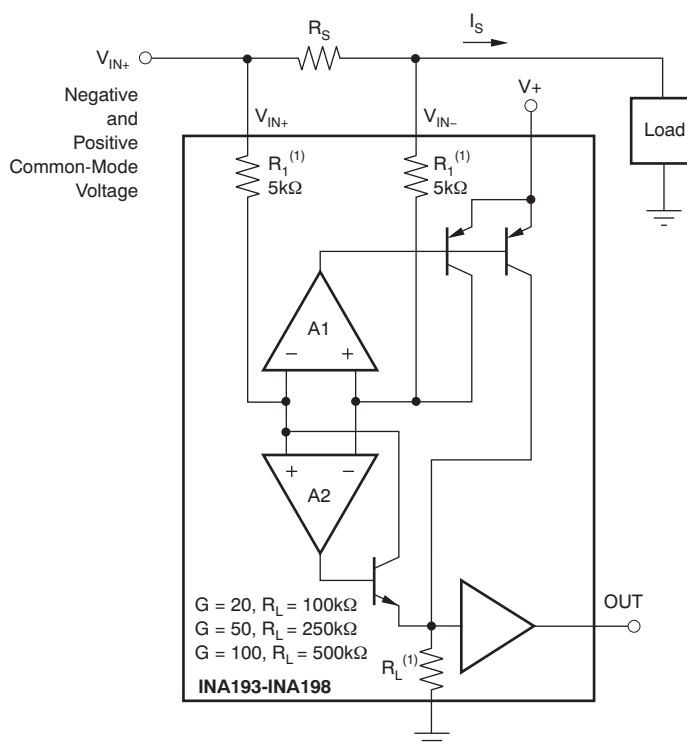 R_S
I_S
V_IN+
V+
Negative
and
Positive
Common-Mode
Voltage
V_IN+
V_IN−
Load
R_1^(1)
5kΩ
R_1^(1)
5kΩ
A1
− +
+ −
A2
G = 20, R_L = 100kΩ
G = 50, R_L = 250kΩ
G = 100, R_L = 500kΩ
OUT
R_L^(1)
INA193-INA198